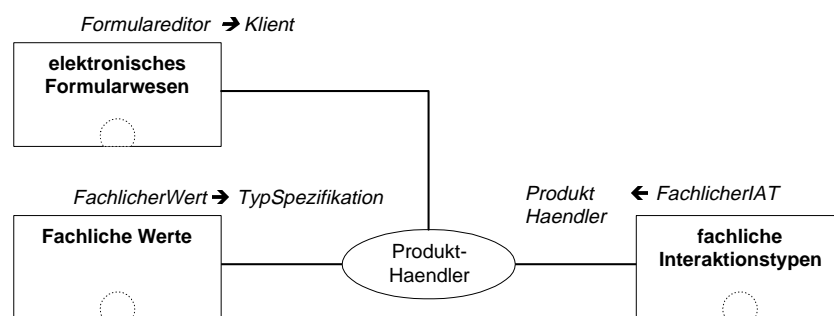 Formulareditor ➔ Klient
elektronisches
Formularwesen
FachlicherWert ➔ TypSpezifikation
Produkt
Haendler
🡰 FachlicherIAT
Fachliche Werte
Produkt-
Haendler
fachliche
Interaktionstypen